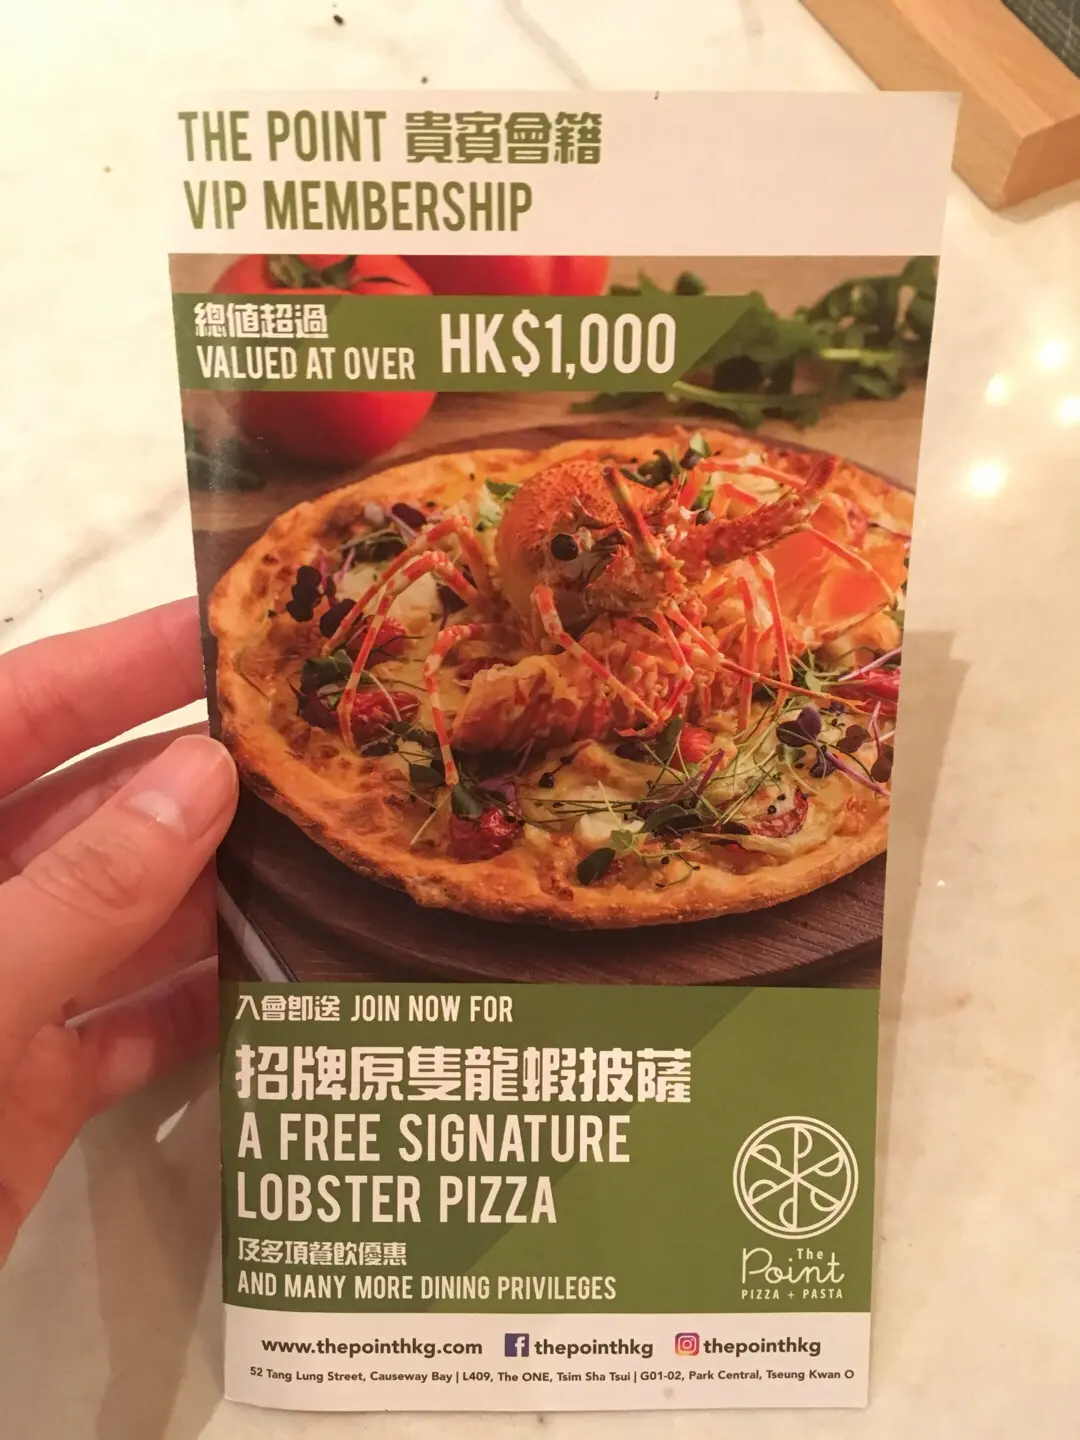 THE POINT 貴賓會籍
VIP MEMBERSHIP
總值超過
VALUED AT OVER HK$1,000
入會即送 JOIN NOW FOR
招牌原隻龍蝦披薩
A FREE SIGNATURE
LOBSTER PIZZA
及多項餐飲優惠
AND MANY MORE DINING PRIVILEGES
The
Point
PIZZA + PASTA
www.thepointhkg.com thepointhkg thepointhkg
52 Tang Lung Street, Causeway Bay | L409, The ONE, Tsim Sha Tsui | G01-02, Park Central, Tseung Kwan O